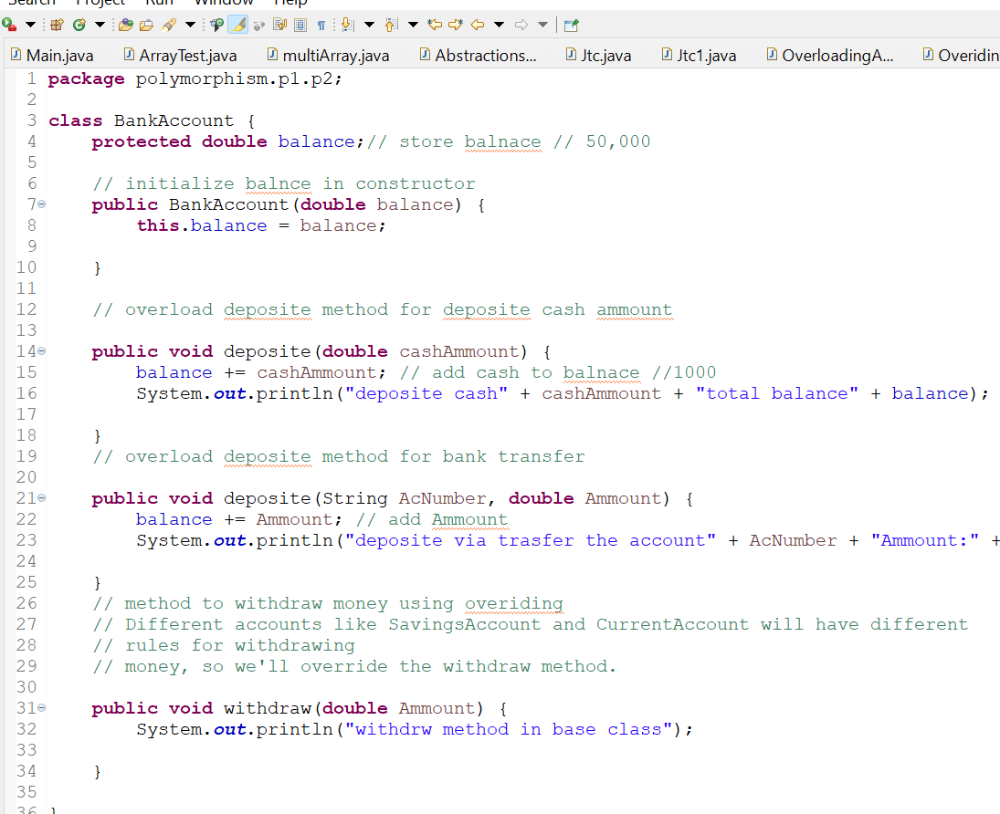 Search Project Run Window Help
Main.java ArrayTest.java multiArray.java Abstractions... Jtc.java Jtc1.java OverloadingA... Overidin
1 package polymorphism.p1.p2;
2
3 class BankAccount {
4 protected double balance;// store balnace // 50,000
5
6 // initialize balnce in constructor
7 public BankAccount(double balance) {
8 this.balance = balance;
9
10 }
11
12 // overload deposite method for deposite cash ammount
13
14 public void deposite(double cashAmmount) {
15 balance += cashAmmount; // add cash to balnace //1000
16 System.out.println("deposite cash" + cashAmmount + "total balance" + balance);
17
18 }
19 // overload deposite method for bank transfer
20
21 public void deposite(String AcNumber, double Ammount) {
22 balance += Ammount; // add Ammount
23 System.out.println("deposite via trasfer the account" + AcNumber + "Ammount:" +
24
25 }
26 // method to withdraw money using overiding
27 // Different accounts like SavingsAccount and CurrentAccount will have different
28 // rules for withdrawing
29 // money, so we'll override the withdraw method.
30
31 public void withdraw(double Ammount) {
32 System.out.println("withdrw method in base class");
33
34 }
35
36 }